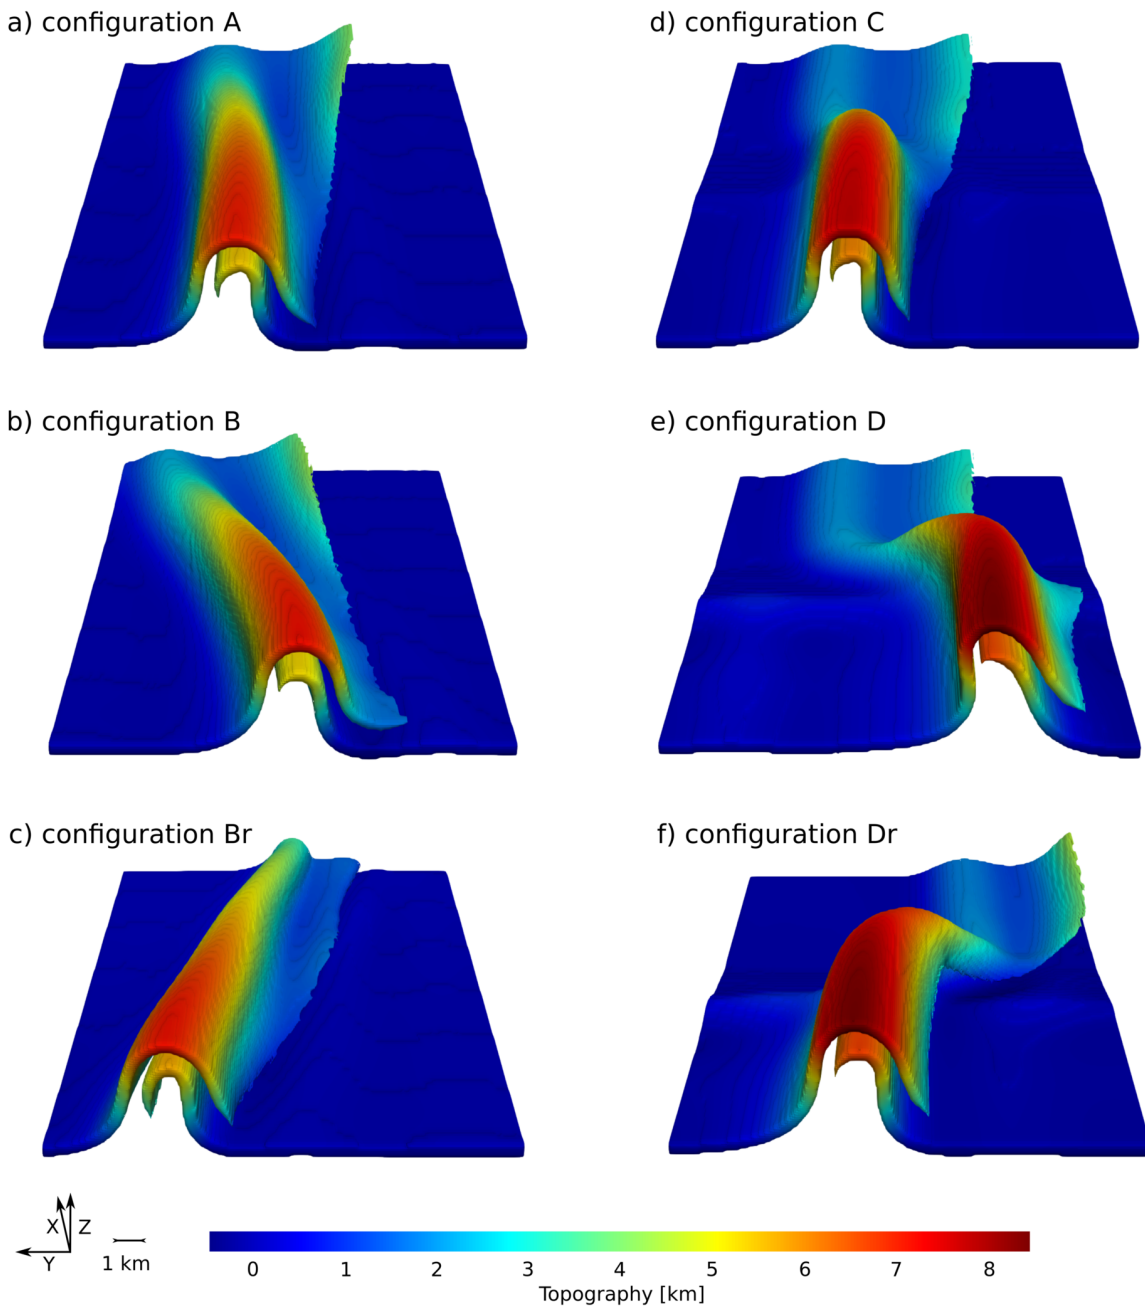 a) configuration A
d) configuration C
b) configuration B
e) configuration D
c) configuration Br
f) configuration Dr
X
Z
Y
1 km
0 1 2 3 4 5 6 7 8
Topography [km]